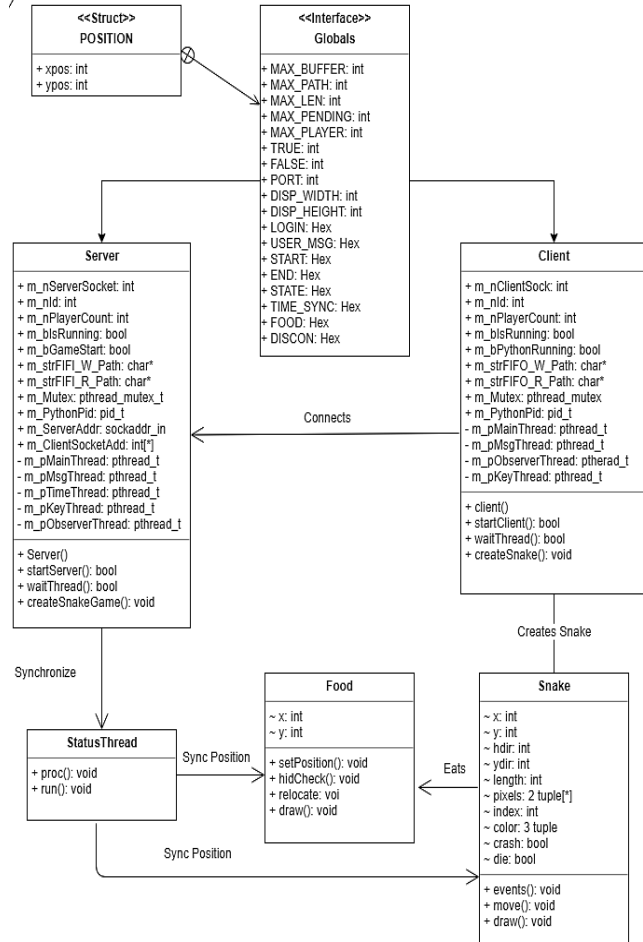 <<Struct>>
POSITION
+ xpos: int
+ ypos: int
<<Interface>>
Globals
+ MAX_BUFFER: int
+ MAX_PATH: int
+ MAX_LEN: int
+ MAX_PENDING: int
+ MAX_PLAYER: int
+ TRUE: int
+ FALSE: int
+ PORT: int
+ DISP_WIDTH: int
+ DISP_HEIGHT: int
+ LOGIN: Hex
+ USER_MSG: Hex
+ START: Hex
+ END: Hex
+ STATE: Hex
+ TIME_SYNC: Hex
+ FOOD: Hex
+ DISCON: Hex
Server
+ m_nServerSocket: int
+ m_nId: int
+ m_nPlayerCount: int
+ m_bIsRunning: bool
+ m_bGameStart: bool
+ m_strFIFI_W_Path: char*
+ m_strFIFI_R_Path: char*
+ m_Mutex: pthread_mutex_t
+ m_PythonPid: pid_t
+ m_ServerAddr: sockaddr_in
+ m_ClientSocketAdd: int[*]
- m_pMainThread: pthread_t
- m_pMsgThread: pthread_t
- m_pTimeThread: pthread_t
- m_pKeyThread: pthread_t
- m_pObserverThread: pthread_t
+ Server()
+ startServer(): bool
+ waitThread(): bool
+ createSnakeGame(): void
Client
+ m_nClientSock: int
+ m_nId: int
+ m_nPlayerCount: int
+ m_bIsRunning: bool
+ m_bPythonRunning: bool
+ m_strFIFO_W_Path: char*
+ m_strFIFO_R_Path: char*
+ m_Mutex: pthread_mutex
+ m_PythonPid: pid_t
- m_pMainThread: pthread_t
- m_pMsgThread: pthread_t
- m_pObserverThread: ptherad_t
- m_pKeyThread: pthread_t
+ client()
+ startClient(): bool
+ waitThread(): bool
+ createSnake(): void
Connects
Creates Snake
Synchronize
StatusThread
+ proc(): void
+ run(): void
Sync Position
Food
~ x: int
~ y: int
+ setPosition(): void
+ hidCheck(): void
+ relocate: voi
+ draw(): void
Eats
Snake
~ x: int
~ y: int
~ hdir: int
~ ydir: int
~ length: int
~ pixels: 2 tuple[*]
~ index: int
~ color: 3 tuple
~ crash: bool
~ die: bool
+ events(): void
+ move(): void
+ draw(): void
Sync Position